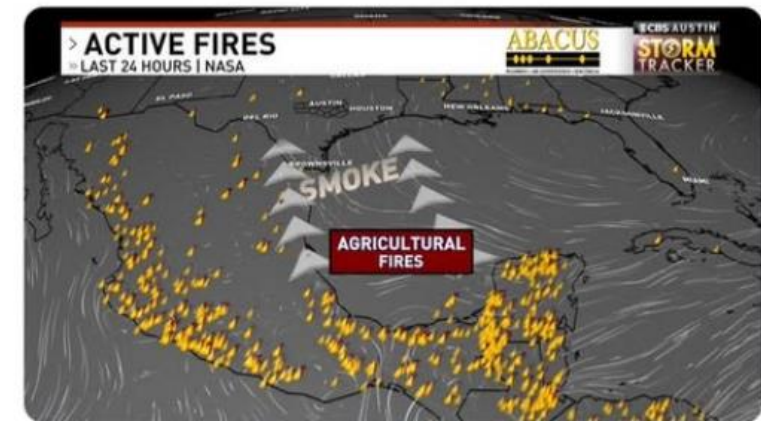 > ACTIVE FIRES
» LAST 24 HOURS | NASA
ABACUS
CBS AUSTIN
STORM
TRACKER
EL PASO
AUSTIN
HOUSTON
NEW ORLEANS
JACKSONVILLE
DEL RIO
BROWNSVILLE
SMOKE
MIAMI
AGRICULTURAL
FIRES